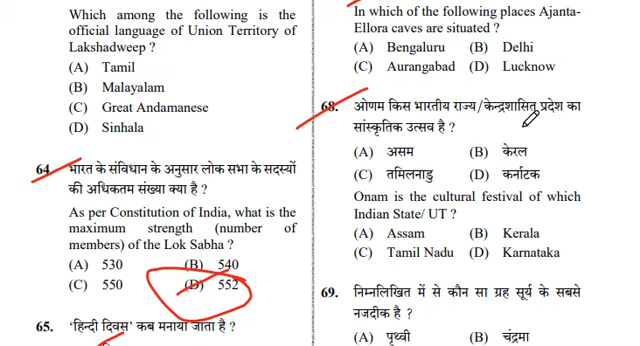 Which among the following is the
official language of Union Territory of
Lakshadweep ?
(A) Tamil
(B) Malayalam
(C) Great Andamanese
(D) Sinhala
64. भारत के संविधान के अनुसार लोक सभा के सदस्यों
की अधिकतम संख्या क्या है ?
As per Constitution of India, what is the
maximum strength (number of
members) of the Lok Sabha ?
(A) 530 (B) 540
(C) 550 (D) 552
65. 'हिन्दी दिवस' कब मनाया जाता है ?
In which of the following places Ajanta-
Ellora caves are situated ?
(A) Bengaluru (B) Delhi
(C) Aurangabad (D) Lucknow
68. ओणम किस भारतीय राज्य/केन्द्रशासित प्रदेश का
सांस्कृतिक उत्सव है ?
(A) असम (B) केरल
(C) तमिलनाडु (D) कर्नाटक
Onam is the cultural festival of which
Indian State/ UT ?
(A) Assam (B) Kerala
(C) Tamil Nadu (D) Karnataka
69. निम्नलिखित में से कौन सा ग्रह सूर्य के सबसे
नजदीक है ?
(A) पृथ्वी (B) चंद्रमा